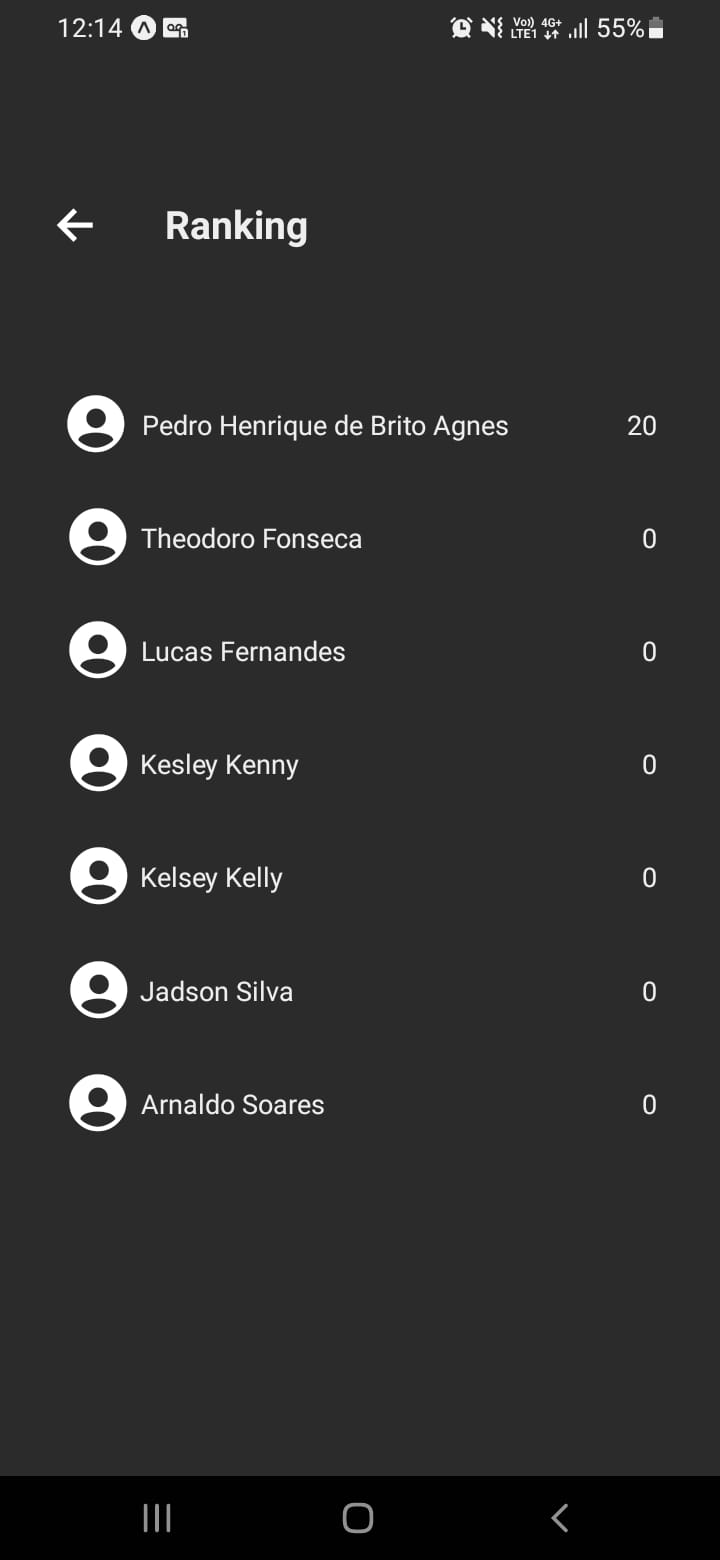 12:14 Vo)) 4G+ 55%
LTE1
Ranking
Pedro Henrique de Brito Agnes 20
Theodoro Fonseca 0
Lucas Fernandes 0
Kesley Kenny 0
Kelsey Kelly 0
Jadson Silva 0
Arnaldo Soares 0